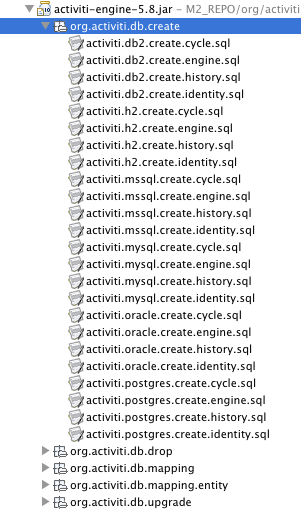 activiti-engine-5.8.jar - M2_REPO/org/activiti
org.activiti.db.create
activiti.db2.create.cycle.sql
activiti.db2.create.engine.sql
activiti.db2.create.history.sql
activiti.db2.create.identity.sql
activiti.h2.create.cycle.sql
activiti.h2.create.engine.sql
activiti.h2.create.history.sql
activiti.h2.create.identity.sql
activiti.mssql.create.cycle.sql
activiti.mssql.create.engine.sql
activiti.mssql.create.history.sql
activiti.mssql.create.identity.sql
activiti.mysql.create.cycle.sql
activiti.mysql.create.engine.sql
activiti.mysql.create.history.sql
activiti.mysql.create.identity.sql
activiti.oracle.create.cycle.sql
activiti.oracle.create.engine.sql
activiti.oracle.create.history.sql
activiti.oracle.create.identity.sql
activiti.postgres.create.cycle.sql
activiti.postgres.create.engine.sql
activiti.postgres.create.history.sql
activiti.postgres.create.identity.sql
org.activiti.db.drop
org.activiti.db.mapping
org.activiti.db.mapping.entity
org.activiti.db.upgrade